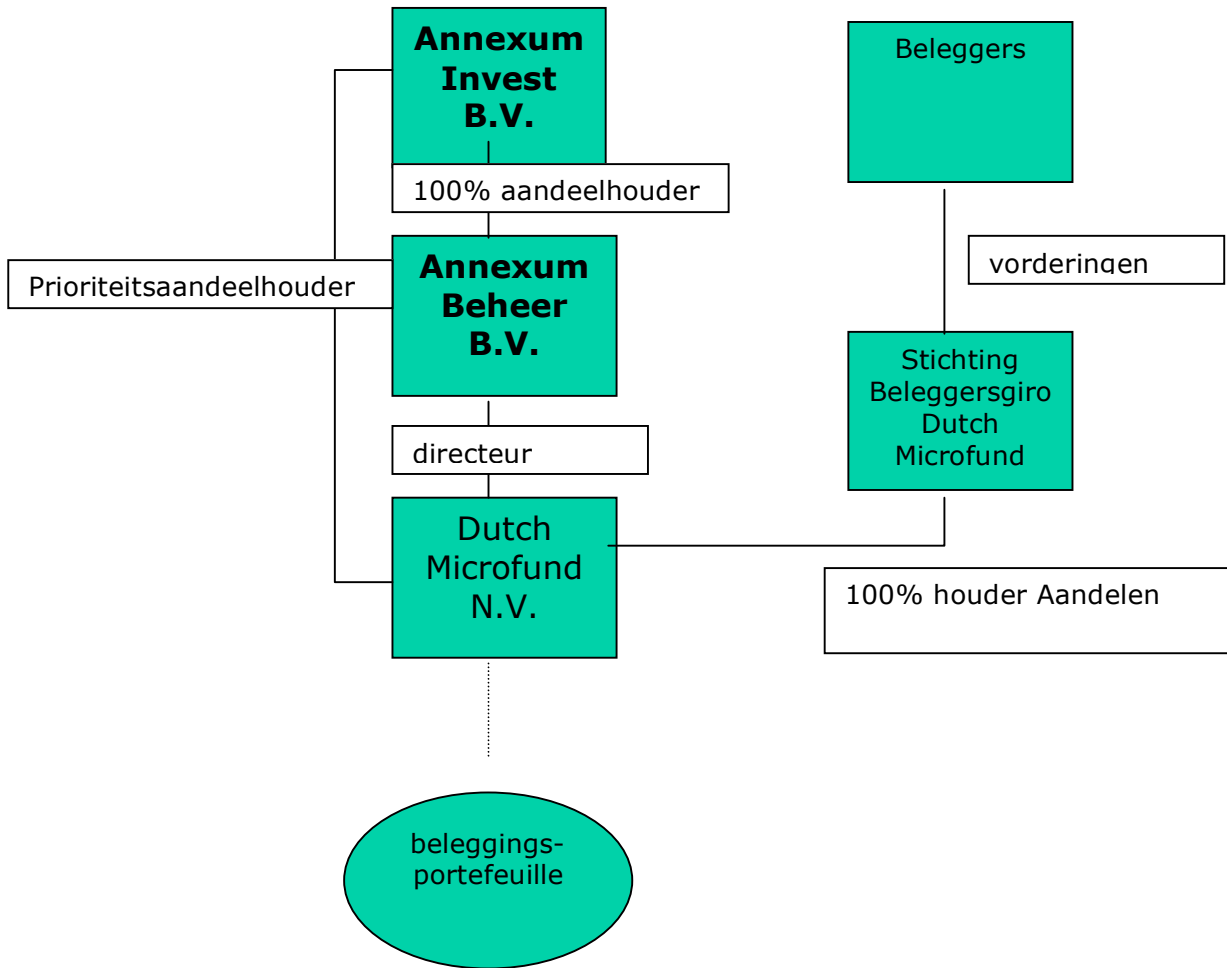 Annexum
Invest
B.V.
Beleggers
100% aandeelhouder
vorderingen
Prioriteitsaandeelhouder
Annexum
Beheer
B.V.
Stichting
Beleggersgiro
Dutch
Microfund
directeur
Dutch
Microfund
N.V.
100% houder Aandelen
beleggings-
portefeuille